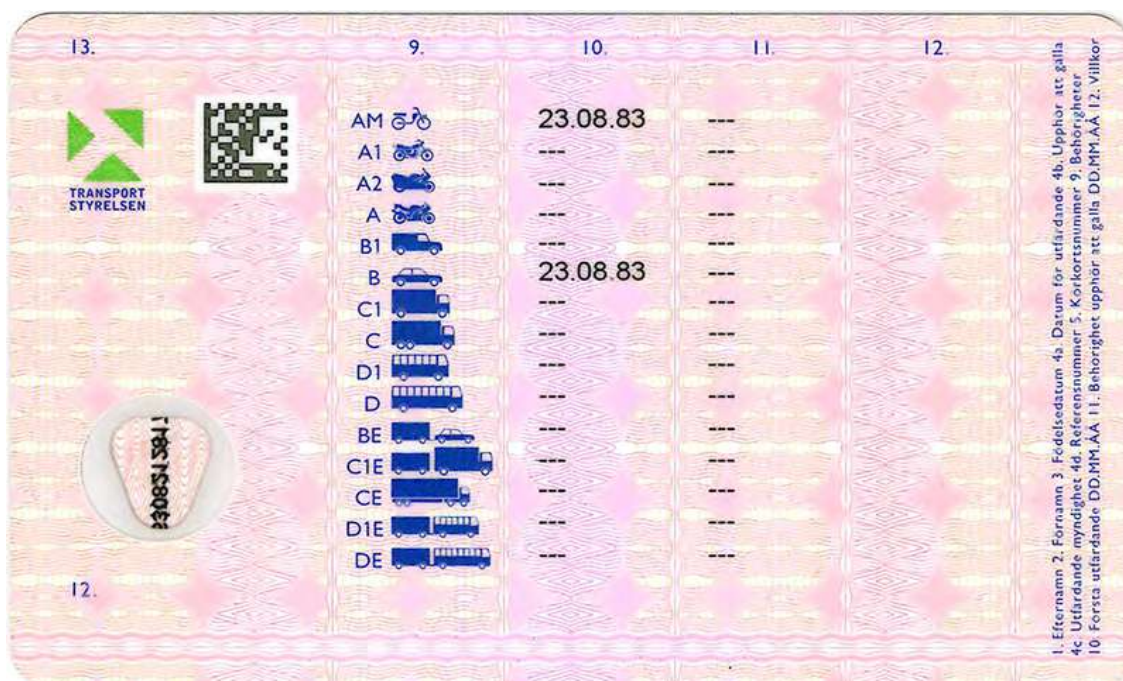 13. 9. 10. 11. 12.
TRANSPORT
STYRELSEN
AM 23.08.83 ---
A1 --- ---
A2 --- ---
A --- ---
B1 --- ---
B 23.08.83 ---
C1 --- ---
C --- ---
D1 --- ---
D --- ---
BE --- ---
C1E --- ---
CE --- ---
D1E --- ---
DE --- ---
12.
1. Efternamn 2. Förnamn 3. Födelsedatum 4a. Datum för utfärdande 4b. Upphör att gälla
4c. Utfärdande myndighet 4d. Referensnummer 5. Körkortsnummer 9. Behörigheter
10. Första utfärdande DD.MM.ÅÅ 11. Behörighet upphör att gälla DD.MM.ÅÅ 12. Villkor